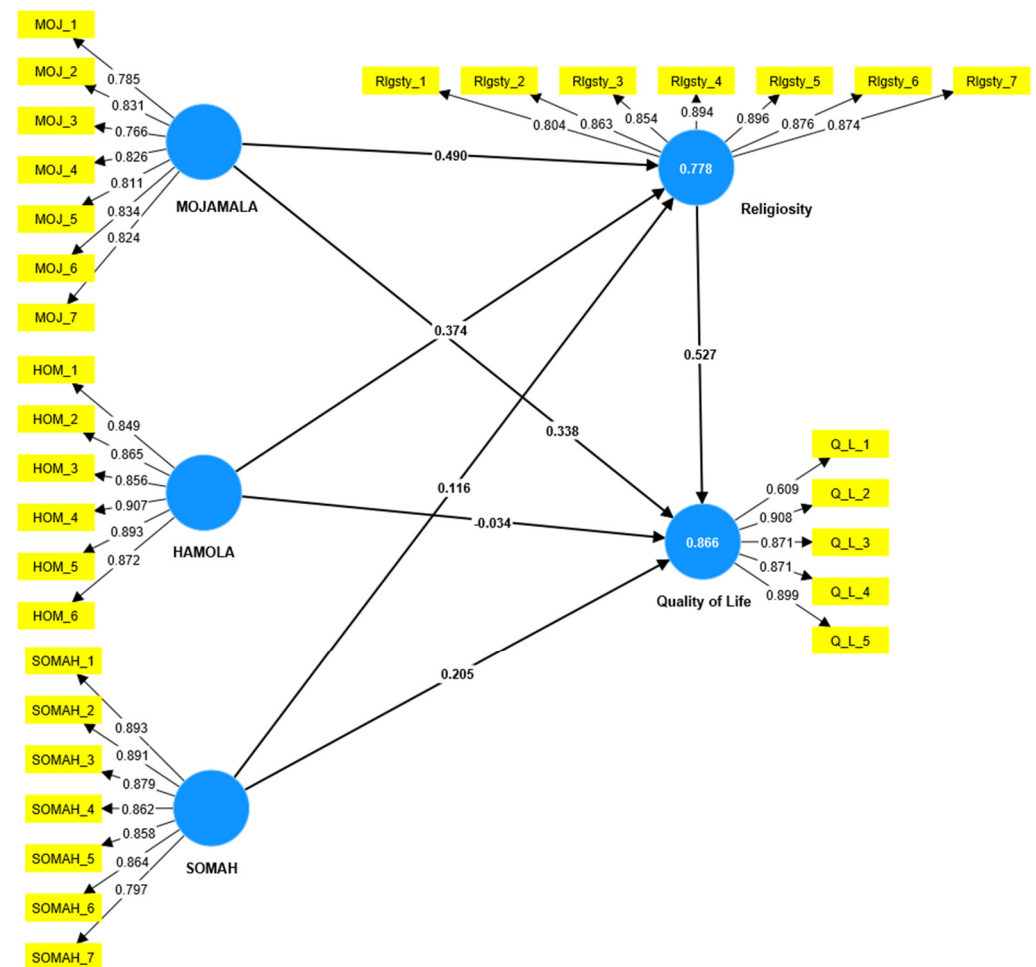 MOJ_1
MOJ_2
MOJ_3
MOJ_4
MOJ_5
MOJ_6
MOJ_7
0.785
0.831
0.766
0.826
0.811
0.834
0.824
MOJAMALA
HOM_1
HOM_2
HOM_3
HOM_4
HOM_5
HOM_6
0.849
0.865
0.856
0.907
0.893
0.872
HAMOLA
SOMAH_1
SOMAH_2
SOMAH_3
SOMAH_4
SOMAH_5
SOMAH_6
SOMAH_7
0.893
0.891
0.879
0.862
0.858
0.864
0.797
SOMAH
0.490
0.374
0.338
0.116
-0.034
0.205
0.527
Rlgsty_1
Rlgsty_2
Rlgsty_3
Rlgsty_4
Rlgsty_5
Rlgsty_6
Rlgsty_7
0.804
0.863
0.854
0.894
0.896
0.876
0.874
0.778
Religiosity
0.866
Quality of Life
0.609
0.908
0.871
0.871
0.899
Q_L_1
Q_L_2
Q_L_3
Q_L_4
Q_L_5